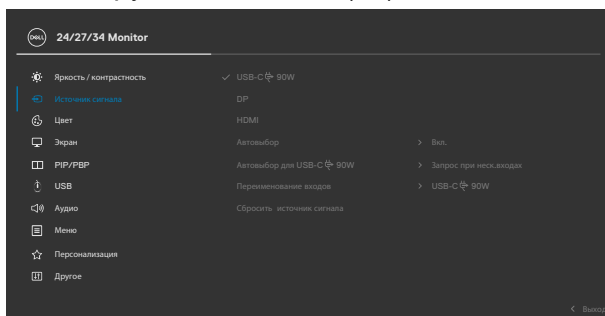 DELL 24/27/34 Monitor
Яркость / контрастность USB-C 90W
Источник сигнала DP
Цвет HDMI
Экран Автовыбор Вкл.
PIP/PBP Автовыбор для USB-C 90W Запрос при неск.входах
USB Переименование входов USB-C 90W
Аудио Сбросить источник сигнала
Меню
Персонализация
Другое
Выход